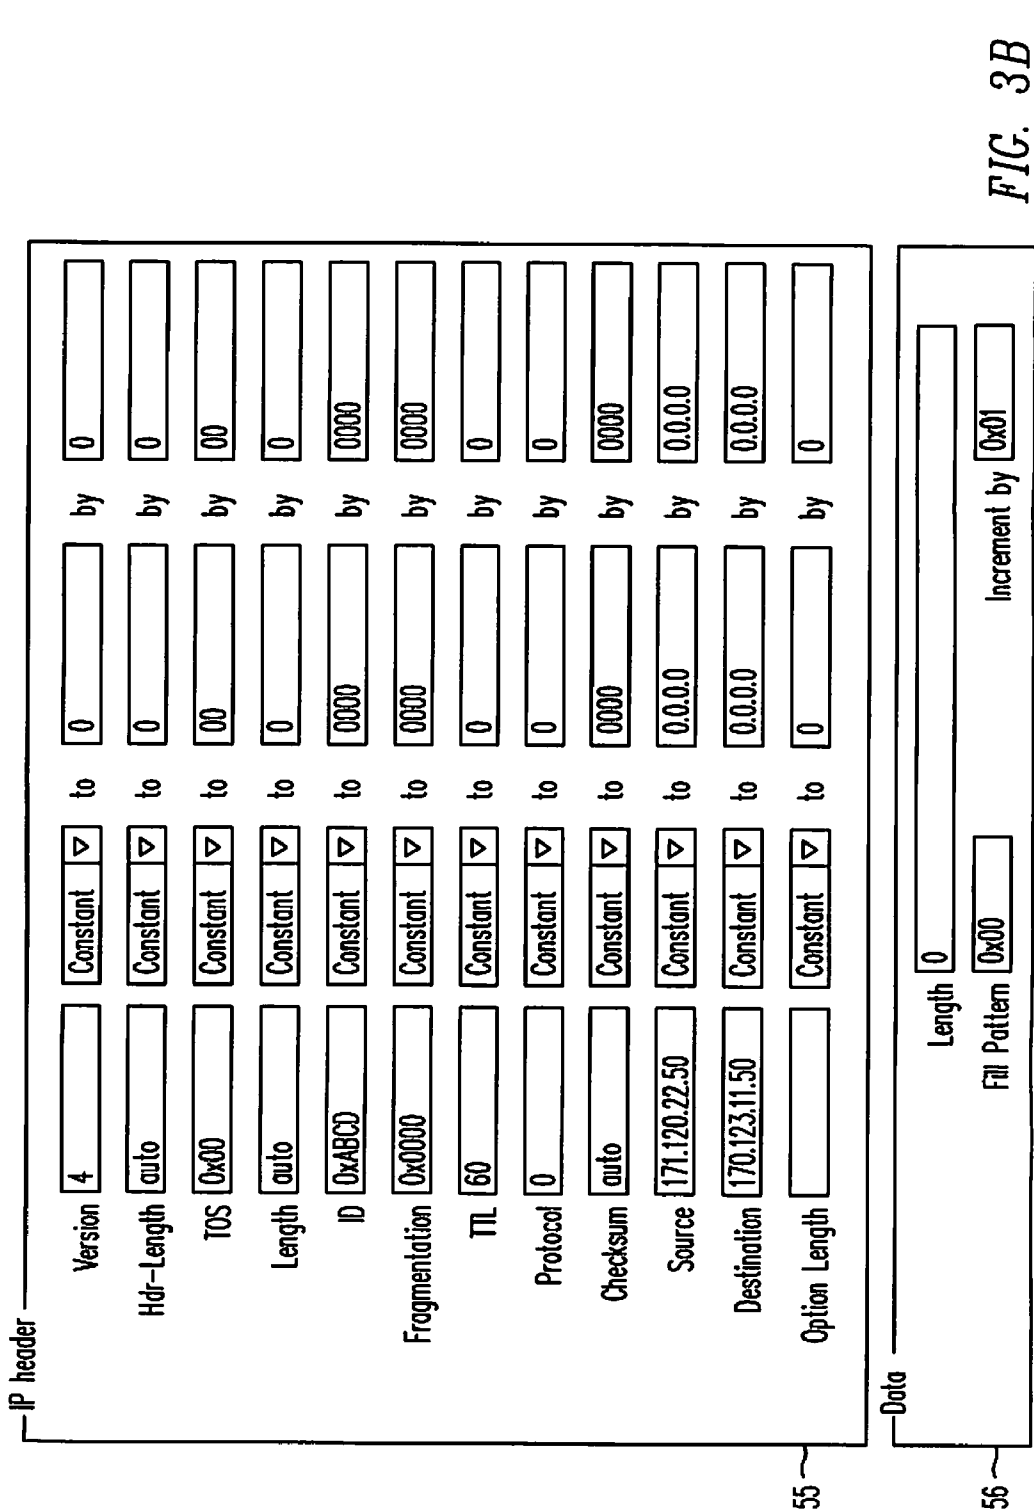 IP header
Version 4 Constant to 0 by 0
Hdr-Length auto Constant to 0 by 0
TOS 0x00 Constant to 00 by 00
Length auto Constant to 0 by 0
ID 0xABCD Constant to 0000 by 0000
Fragmentation 0x0000 Constant to 0000 by 0000
TTL 60 Constant to 0 by 0
Protocol 0 Constant to 0 by 0
Checksum auto Constant to 0000 by 0000
Source 171.120.22.50 Constant to 0.0.0.0 by 0.0.0.0
Destination 170.123.11.50 Constant to 0.0.0.0 by 0.0.0.0
Option Length Constant to 0 by 0
55
Data
Length 0
Fill Pattern 0x00 Increment by 0x01
56
FIG. 3B